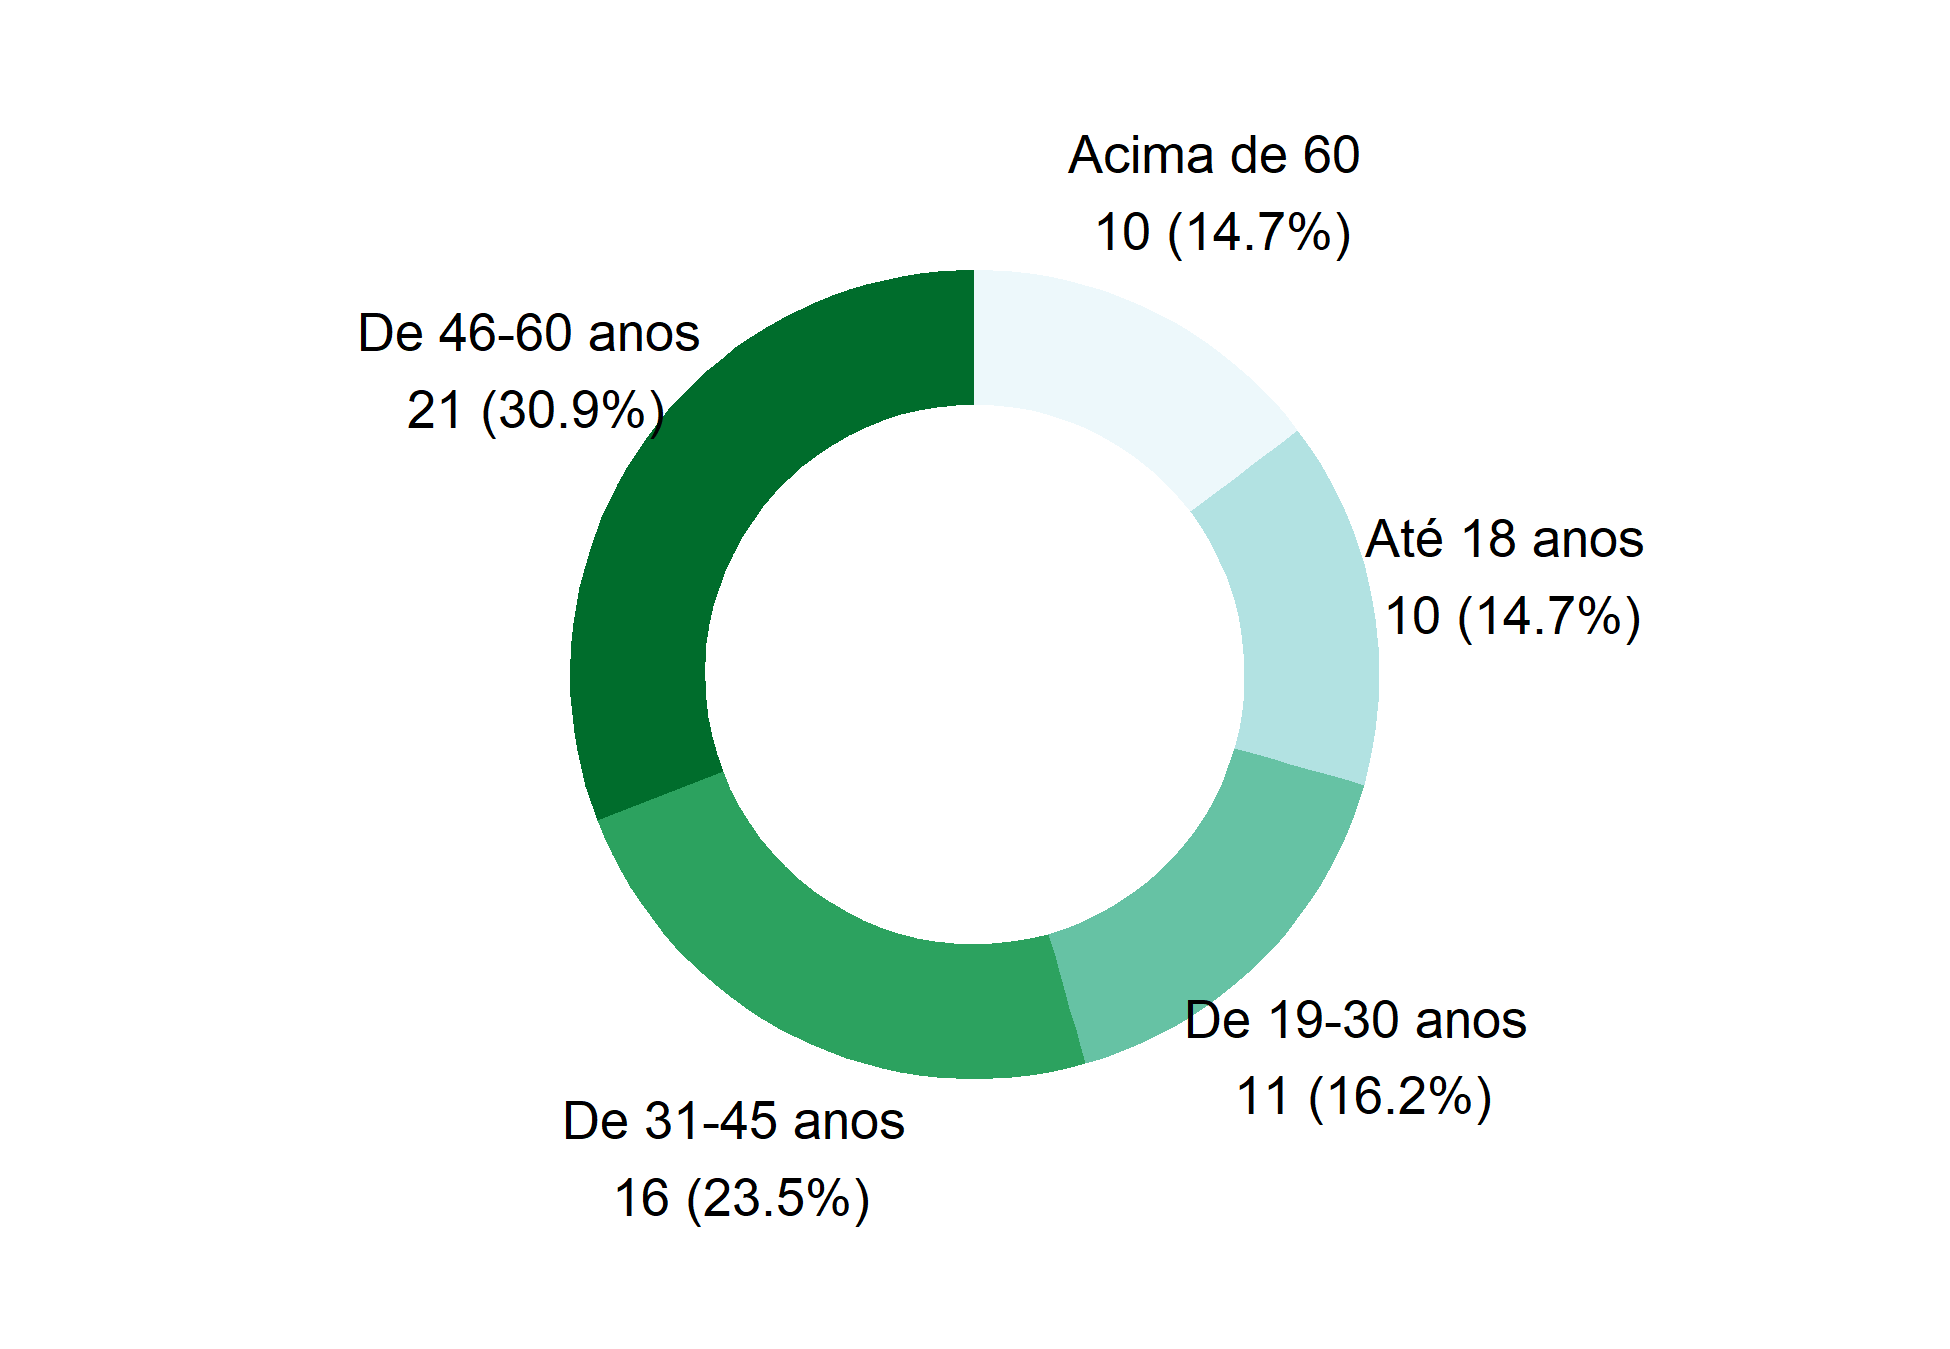 Acima de 60
10 (14.7%)
De 46-60 anos
21 (30.9%)
Até 18 anos
10 (14.7%)
De 19-30 anos
11 (16.2%)
De 31-45 anos
16 (23.5%)